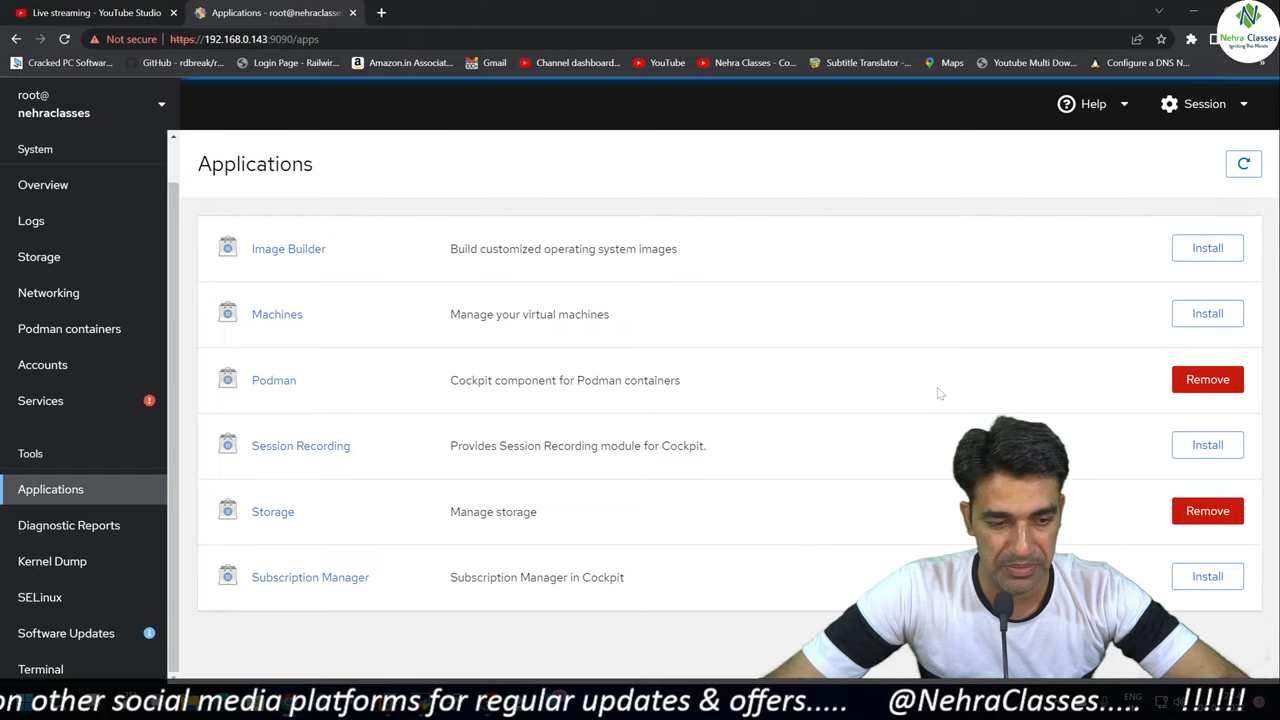 Live streaming - YouTube Studio
Applications - root@nehraclasses
Nehra Classes
Igniting The Minds
Not secure
https://192.168.0.143:9090/apps
Cracked PC Softwar...
GitHub - rdbreak/r...
Login Page - Railwir...
Amazon.in Associat...
Gmail
Channel dashboard...
YouTube
Nehra Classes - Co...
Subtitle Translator -...
Maps
Youtube Multi Dow...
Configure a DNS N...
»
root@
nehraclasses
Help
Session
System
Overview
Logs
Storage
Networking
Podman containers
Accounts
Services
Tools
Applications
Diagnostic Reports
Kernel Dump
SELinux
Software Updates
Terminal
Applications
Image Builder Build customized operating system images Install
Machines Manage your virtual machines Install
Podman Cockpit component for Podman containers Remove
Session Recording Provides Session Recording module for Cockpit. Install
Storage Manage storage Remove
Subscription Manager Subscription Manager in Cockpit Install
on other social media platforms for regular updates & offers..... @NehraClasses..... !!!!!!
ENG